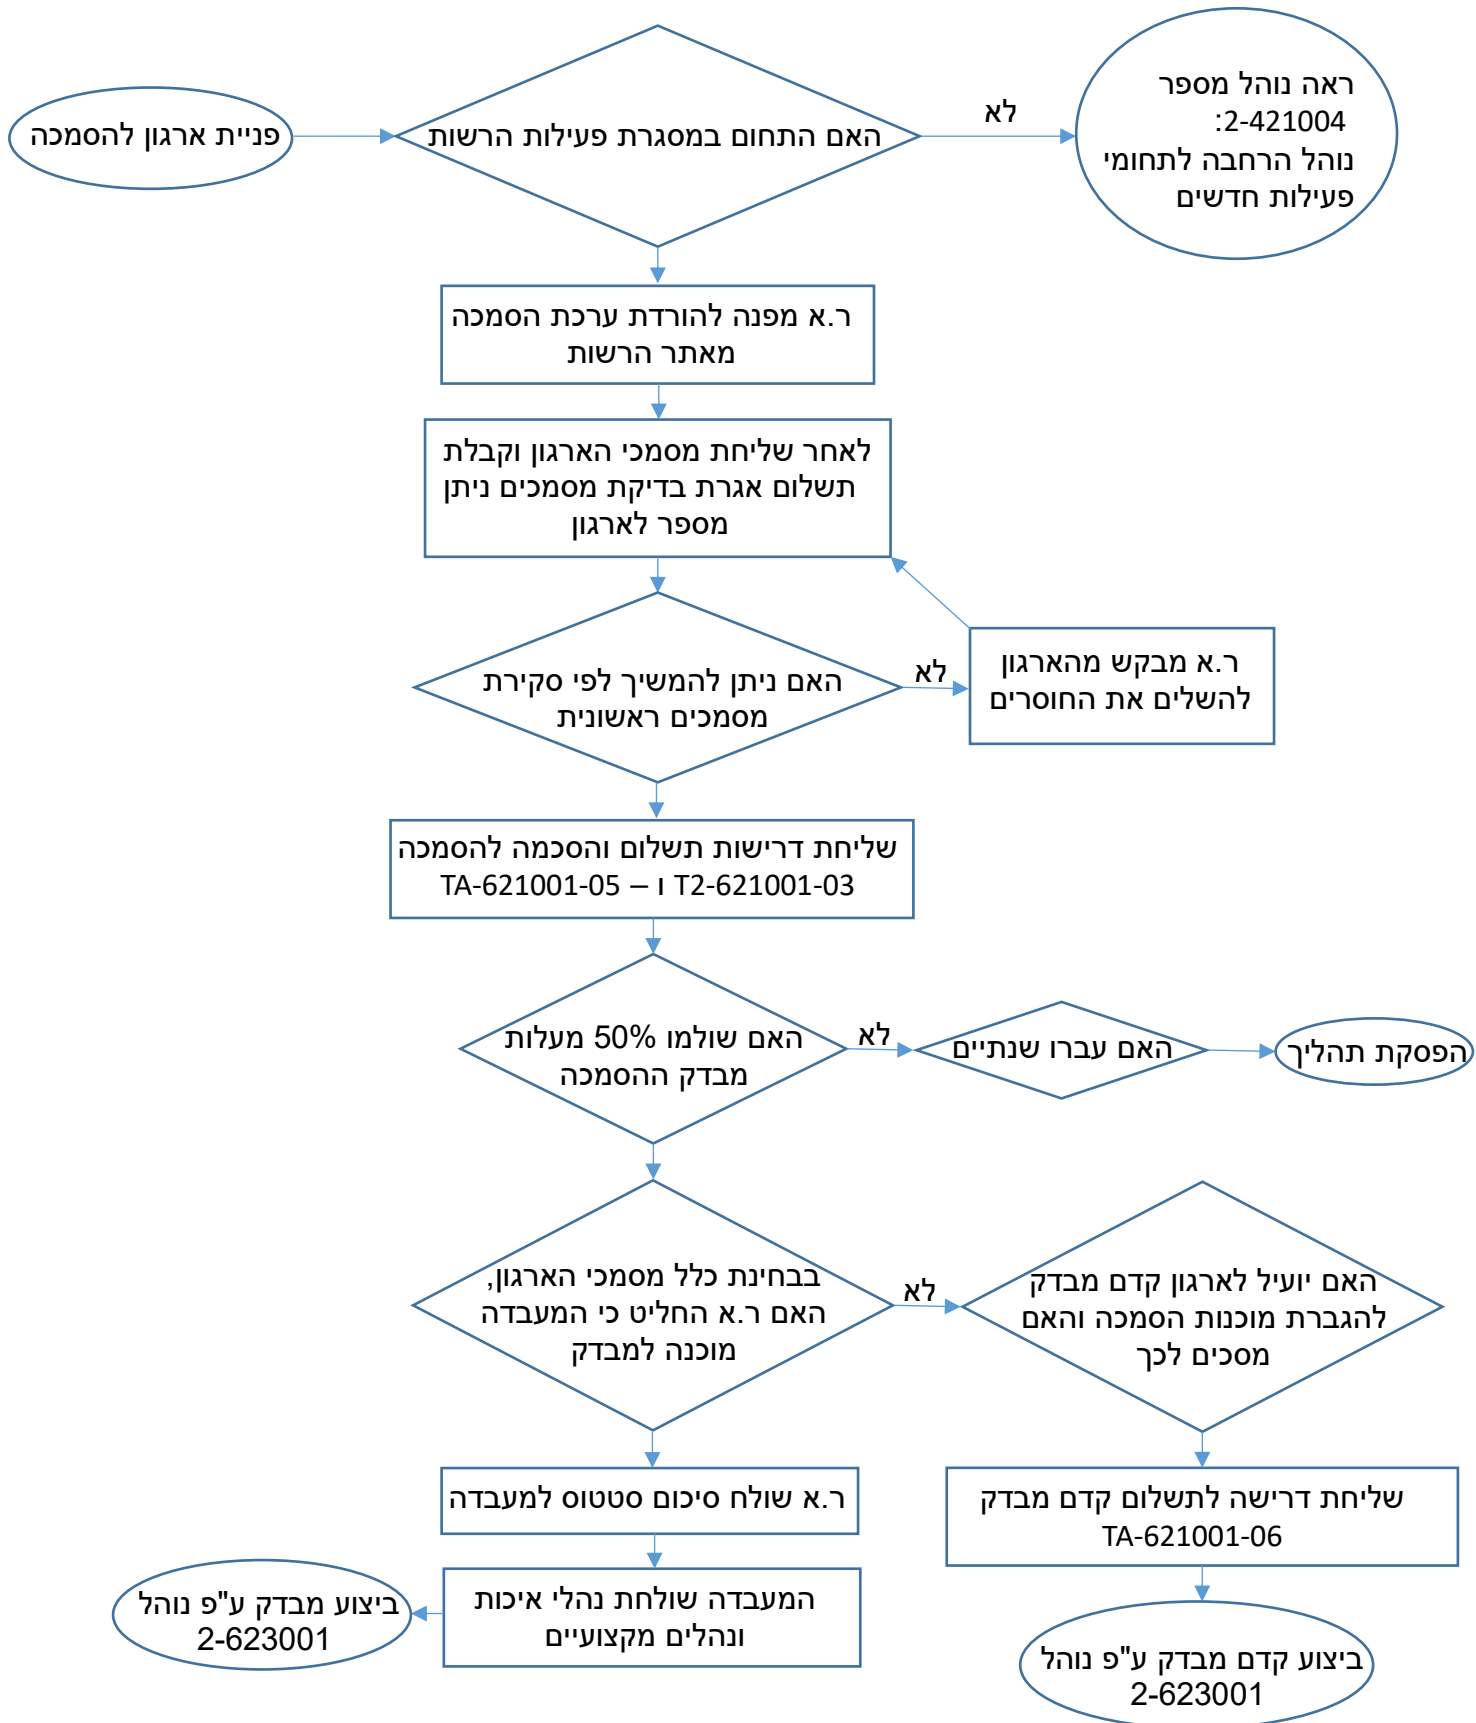 פניית ארגון להסמכה
האם התחום במסגרת פעילות הרשות
לא
ראה נוהל מספר
2-421004:
נוהל הרחבה לתחומי
פעילות חדשים
ר.א מפנה להורדת ערכת הסמכה
מאתר הרשות
לאחר שליחת מסמכי הארגון וקבלת
תשלום אגרת בדיקת מסמכים ניתן
מספר לארגון
האם ניתן להמשיך לפי סקירת
מסמכים ראשונית
לא
ר.א מבקש מהארגון
להשלים את החוסרים
שליחת דרישות תשלום והסכמה להסמכה
T2-621001-03 ו – TA-621001-05
האם שולמו 50% מעלות
מבדק ההסמכה
לא
האם עברו שנתיים
הפסקת תהליך
בבחינת כלל מסמכי הארגון,
האם ר.א החליט כי המעבדה
מוכנה למבדק
לא
האם יועיל לארגון קדם מבדק
להגברת מוכנות הסמכה והאם
מסכים לכך
ר.א שולח סיכום סטטוס למעבדה
שליחת דרישה לתשלום קדם מבדק
TA-621001-06
המעבדה שולחת נהלי איכות
ונהלים מקצועיים
ביצוע מבדק ע"פ נוהל
2-623001
ביצוע קדם מבדק ע"פ נוהל
2-623001